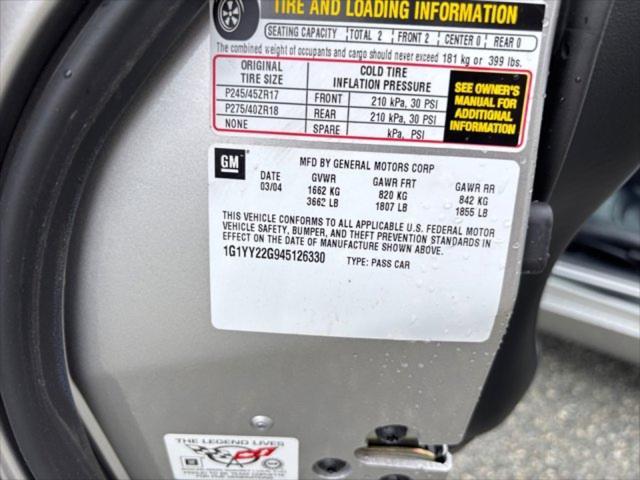 TIRE AND LOADING INFORMATION
SEATING CAPACITY TOTAL 2 FRONT 2 CENTER 0 REAR 0
The combined weight of occupants and cargo should never exceed 181 kg or 399 lbs.
ORIGINAL TIRE SIZE COLD TIRE INFLATION PRESSURE
P245/45ZR17 FRONT 210 kPa, 30 PSI
P275/40ZR18 REAR 210 kPa, 30 PSI
NONE SPARE kPa, PSI
SEE OWNER'S
MANUAL FOR
ADDITIONAL
INFORMATION
GM
MFD BY GENERAL MOTORS CORP
DATE GVWR GAWR FRT GAWR RR
03/04 1662 KG 820 KG 842 KG
3662 LB 1807 LB 1855 LB
THIS VEHICLE CONFORMS TO ALL APPLICABLE U.S. FEDERAL MOTOR
VEHICLE SAFETY, BUMPER, AND THEFT PREVENTION STANDARDS IN
EFFECT ON THE DATE OF MANUFACTURE SHOWN ABOVE.
1G1YY22G945126330 TYPE: PASS CAR
THE LEGEND LIVES